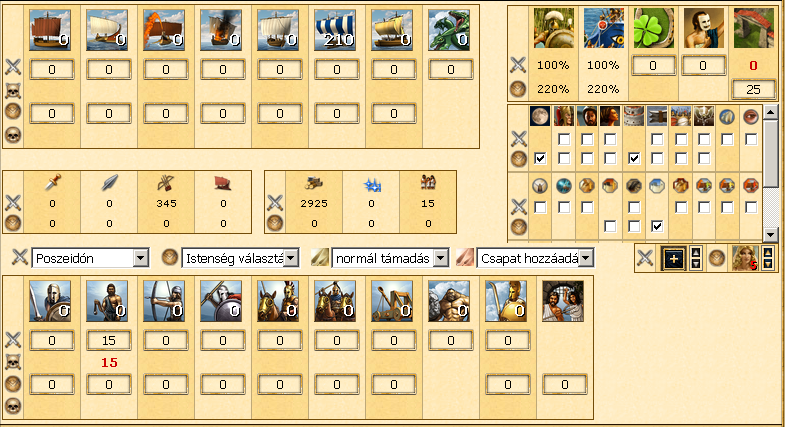 0 0 0 0 0 210 0 0
0 0 0 0 0 0 0 0
0 0 0 0 0 0 0
100% 100% 0 0 0
220% 220% 25
0 0 345 0
0 0 0 0
2925 0 15
0 0 0
Poszeidón
Istenség választá
normál támadás
Csapat hozzáadá
0 0 0 0 0 0 0 0 0
0 15 0 0 0 0 0 0 0
15
0 0 0 0 0 0 0 0 0